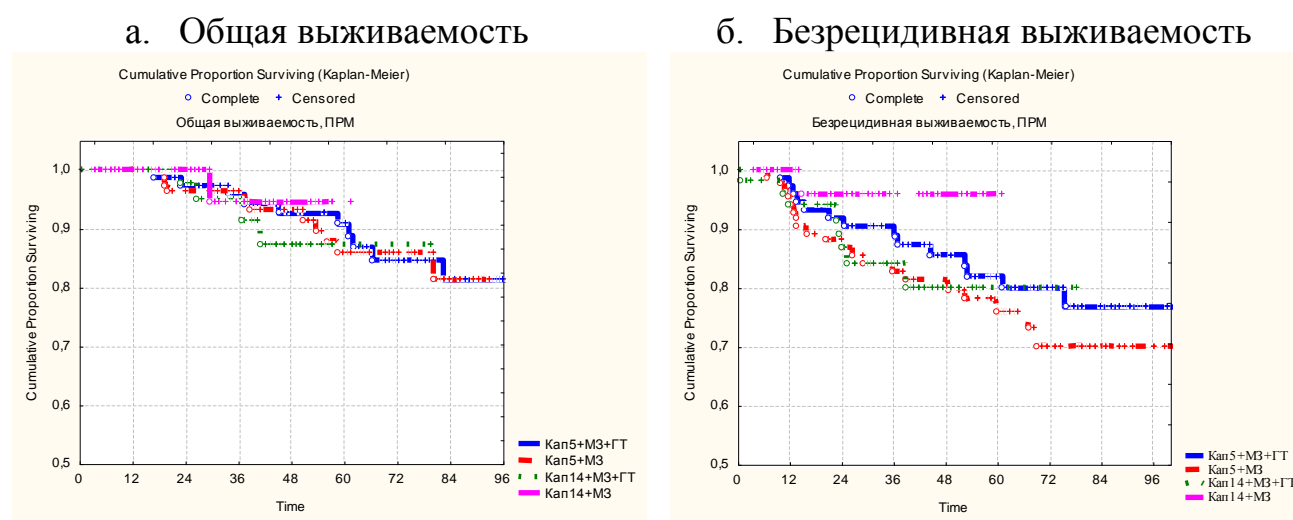 а. Общая выживаемость
Cumulative Proportion Surviving (Kaplan-Meier)
Complete + Censored
Общая выживаемость, ПРМ
Cumulative Proportion Surviving
1,0
0,9
0,8
0,7
0,6
0,5
0 12 24 36 48 60 72 84 96
Time
Кап5+МЗ+ГТ
Кап5+МЗ
Кап14+МЗ+ГТ
Кап14+МЗ
б. Безрецидивная выживаемость
Cumulative Proportion Surviving (Kaplan-Meier)
Complete + Censored
Безрецидивная выживаемость, ПРМ
Cumulative Proportion Surviving
1,0
0,9
0,8
0,7
0,6
0,5
0 12 24 36 48 60 72 84 96
Time
Кап5+МЗ+ГТ
Кап5+МЗ
Кап14+МЗ+ГТ
Кап14+МЗ